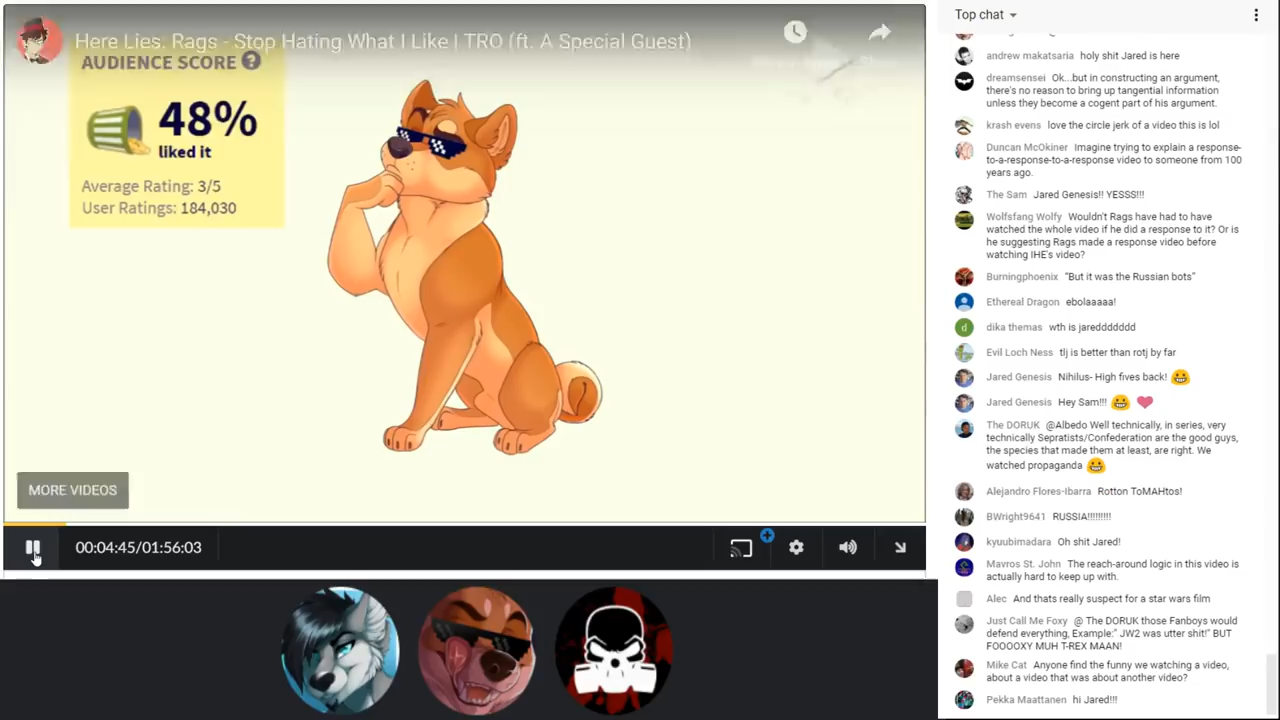 Here Lies. Rags - Stop Hating What I Like | TRO (ft. A Special Guest)
AUDIENCE SCORE ?
48%
liked it
Average Rating: 3/5
User Ratings: 184,030
MORE VIDEOS
00:04:45/01:56:03
Top chat
andrew makatsaria holy shit Jared is here
dreamsensei Ok...but in constructing an argument,
there's no reason to bring up tangential information
unless they become a cogent part of his argument.
krash evens love the circle jerk of a video this is lol
Duncan McOkiner Imagine trying to explain a response-
to-a-response-to-a-response video to someone from 100
years ago.
The Sam Jared Genesis!! YESSS!!!
Wolfsfang Wolfy Wouldn't Rags have had to have
watched the whole video if he did a response to it? Or is
he suggesting Rags made a response video before
watching IHE's video?
Burningphoenix "But it was the Russian bots"
Ethereal Dragon ebolaaaaa!
d
dika themas wth is jareddddddd
Evil Loch Ness tlj is better than rotj by far
Jared Genesis Nihilus- High fives back!
Jared Genesis Hey Sam!!!
The DORUK @Albedo Well technically, in series, very
technically Sepratists/Confederation are the good guys,
the species that made them at least, are right. We
watched propaganda
Alejandro Flores-Ibarra Rotton ToMAHtos!
BWright9641 RUSSIA!!!!!!!!!
kyuubimadara Oh shit Jared!
Mavros St. John The reach-around logic in this video is
actually hard to keep up with.
Alec And thats really suspect for a star wars film
Just Call Me Foxy @ The DORUK those Fanboys would
defend everything, Example:" JW2 was utter shit!" BUT
FOOOOXY MUH T-REX MAAN!
Mike Cat Anyone find the funny we watching a video,
about a video that was about another video?
Pekka Maattanen hi Jared!!!